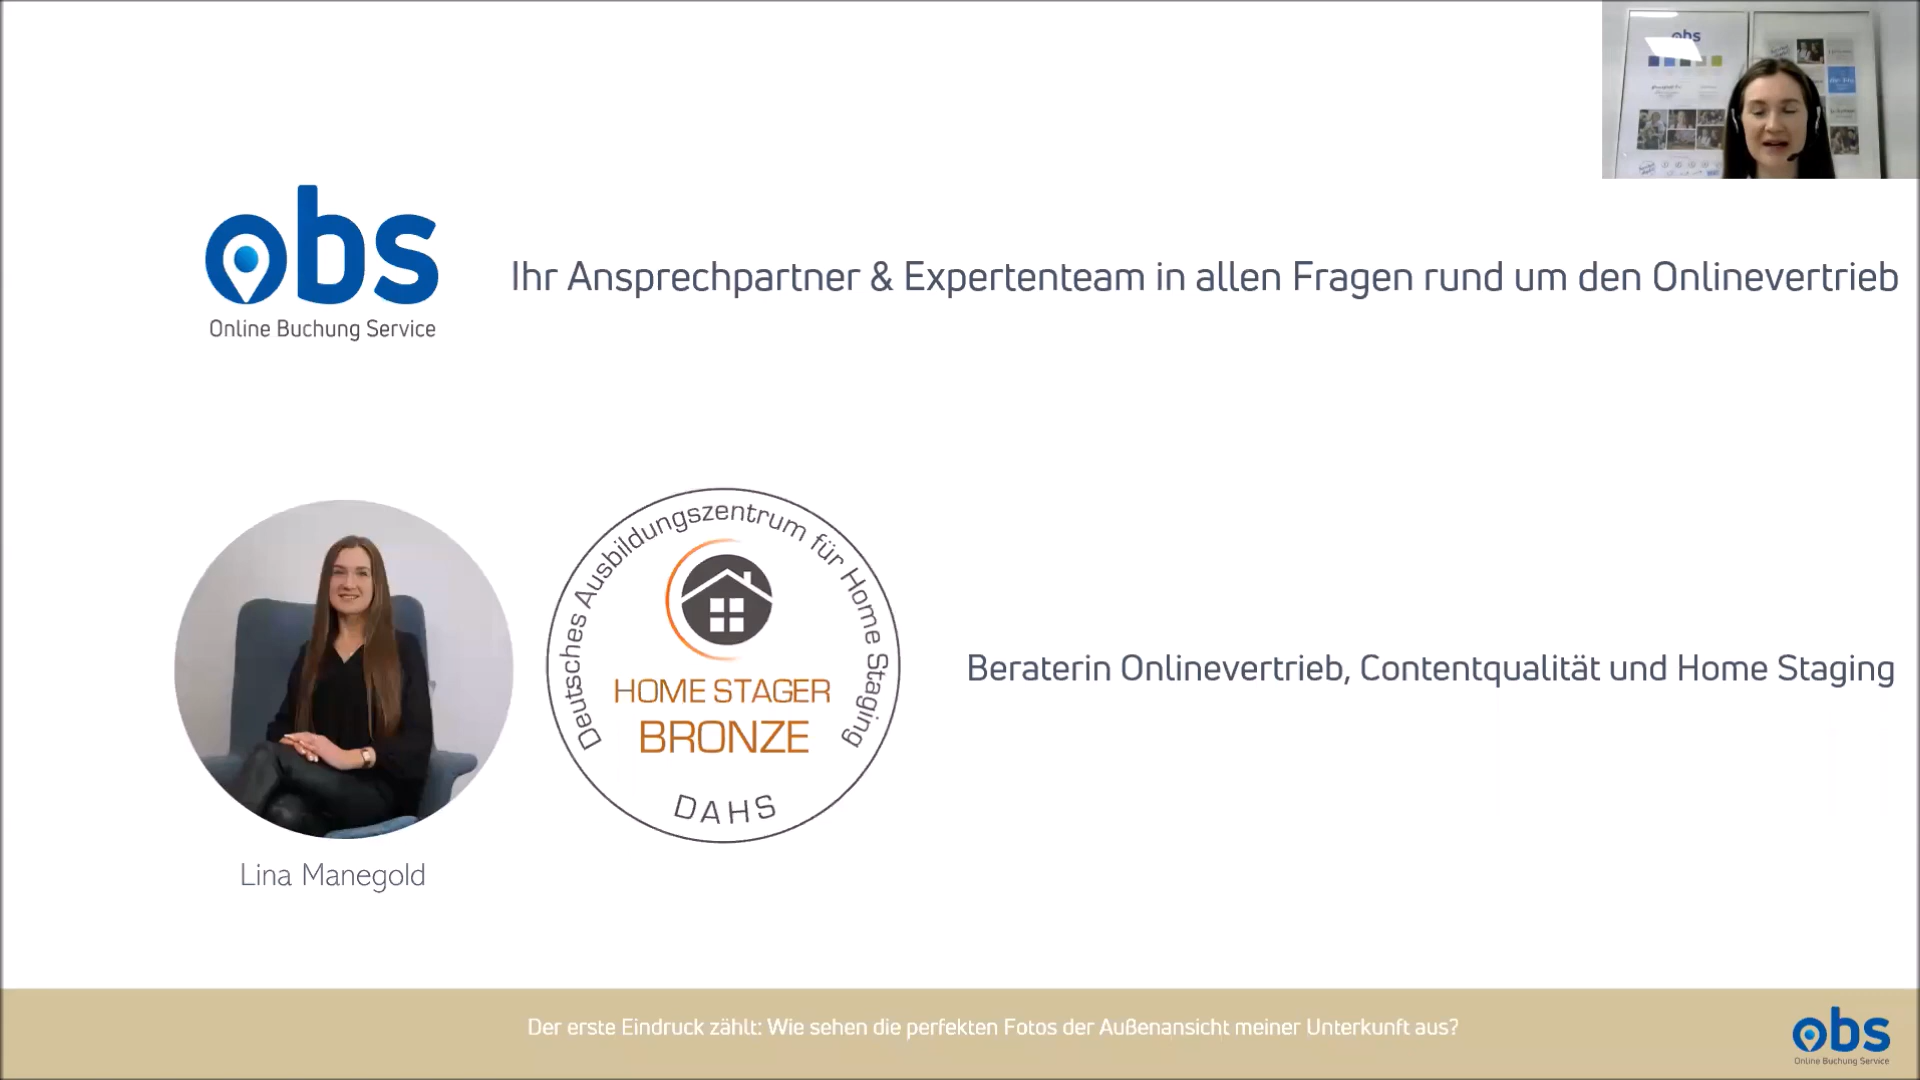 obs
obs
Online Buchung Service
Ihr Ansprechpartner & Expertenteam in allen Fragen rund um den Onlinevertrieb
Deutsches Ausbildungszentrum für Home Staging
HOME STAGER
BRONZE
DAHS
Beraterin Onlinevertrieb, Contentqualität und Home Staging
Lina Manegold
Der erste Eindruck zählt: Wie sehen die perfekten Fotos der Außenansicht meiner Unterkunft aus?
obs
Online Buchung Service